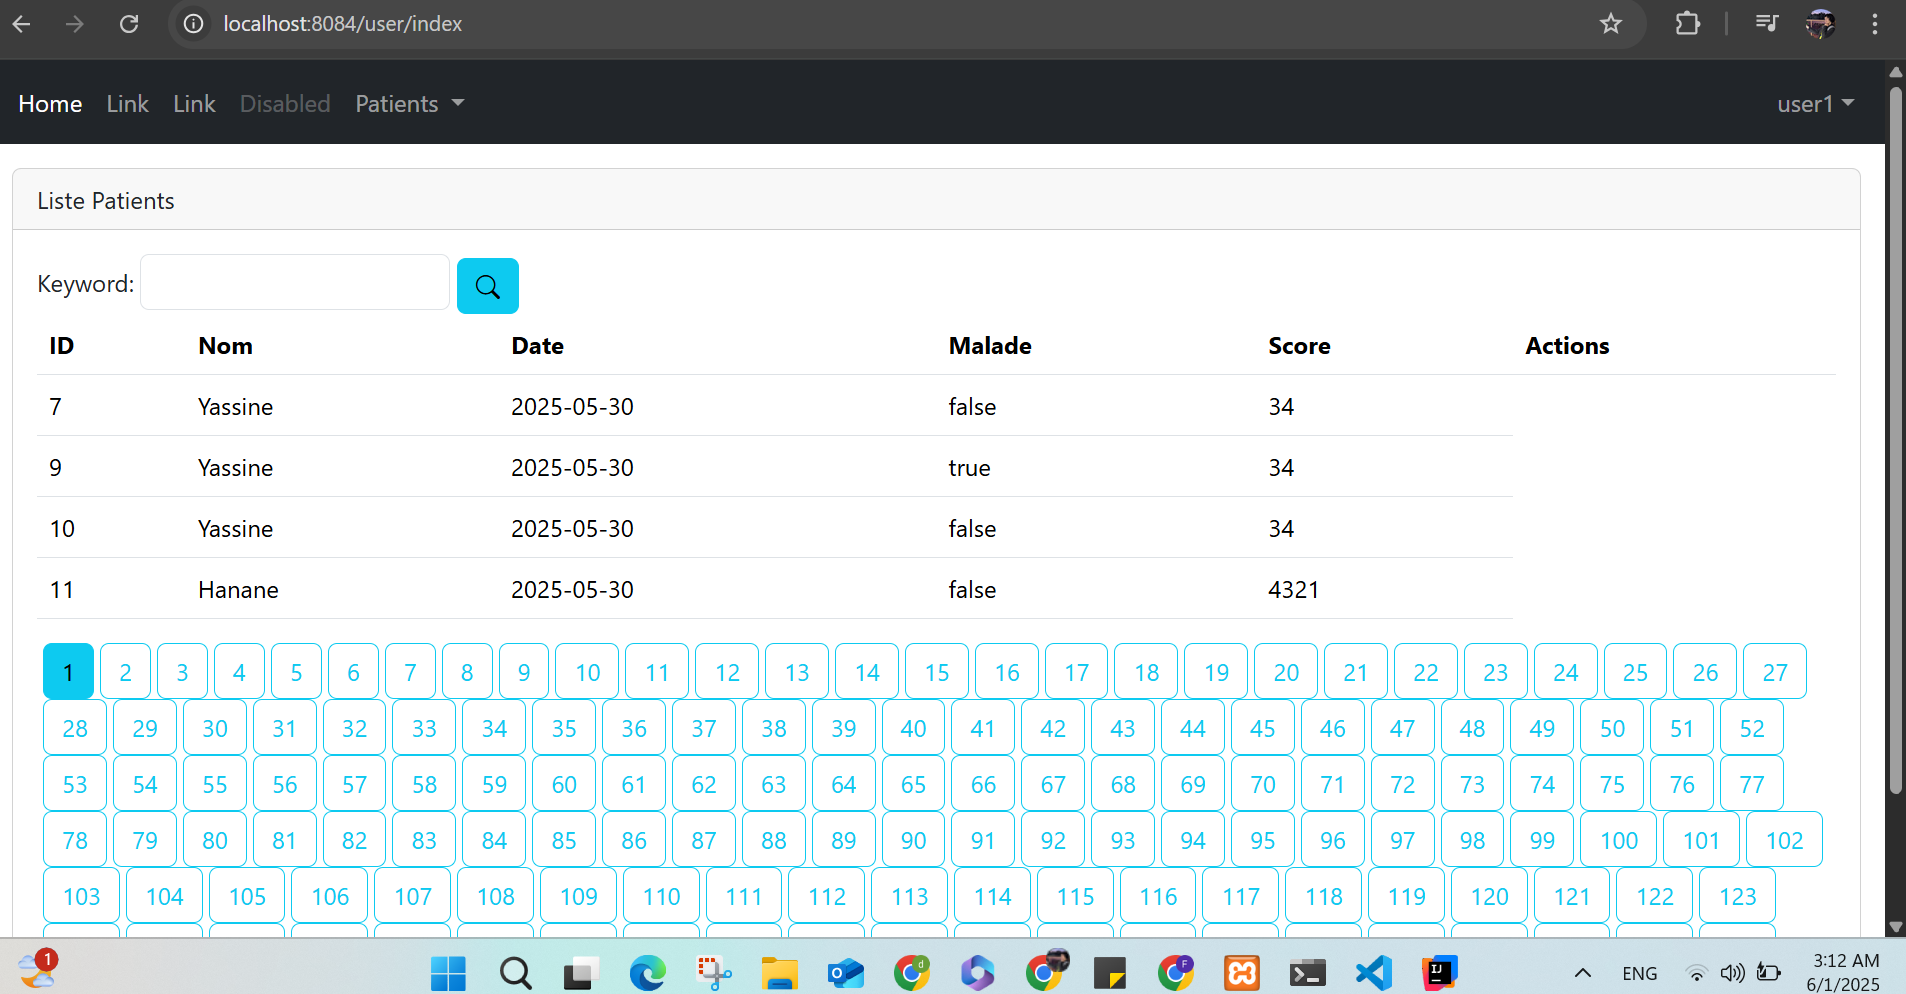 localhost:8084/user/index
Home Link Link Disabled Patients user1
Liste Patients
Keyword:
ID Nom Date Malade Score Actions
7 Yassine 2025-05-30 false 34
9 Yassine 2025-05-30 true 34
10 Yassine 2025-05-30 false 34
11 Hanane 2025-05-30 false 4321
1 2 3 4 5 6 7 8 9 10 11 12 13 14 15 16 17 18 19 20 21 22 23 24 25 26 27
28 29 30 31 32 33 34 35 36 37 38 39 40 41 42 43 44 45 46 47 48 49 50 51 52
53 54 55 56 57 58 59 60 61 62 63 64 65 66 67 68 69 70 71 72 73 74 75 76 77
78 79 80 81 82 83 84 85 86 87 88 89 90 91 92 93 94 95 96 97 98 99 100 101 102
103 104 105 106 107 108 109 110 111 112 113 114 115 116 117 118 119 120 121 122 123
1 d F IJ ENG 3:12 AM
6/1/2025